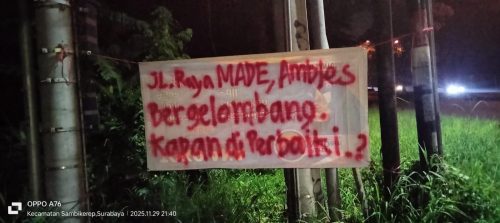 JL. Raya MADE, Ambles
Bergelombang.
Kapan di Perbaiki..?
OPPO A76
Kecamatan Sambikerep,Surabaya | 2025.11.29 21:40